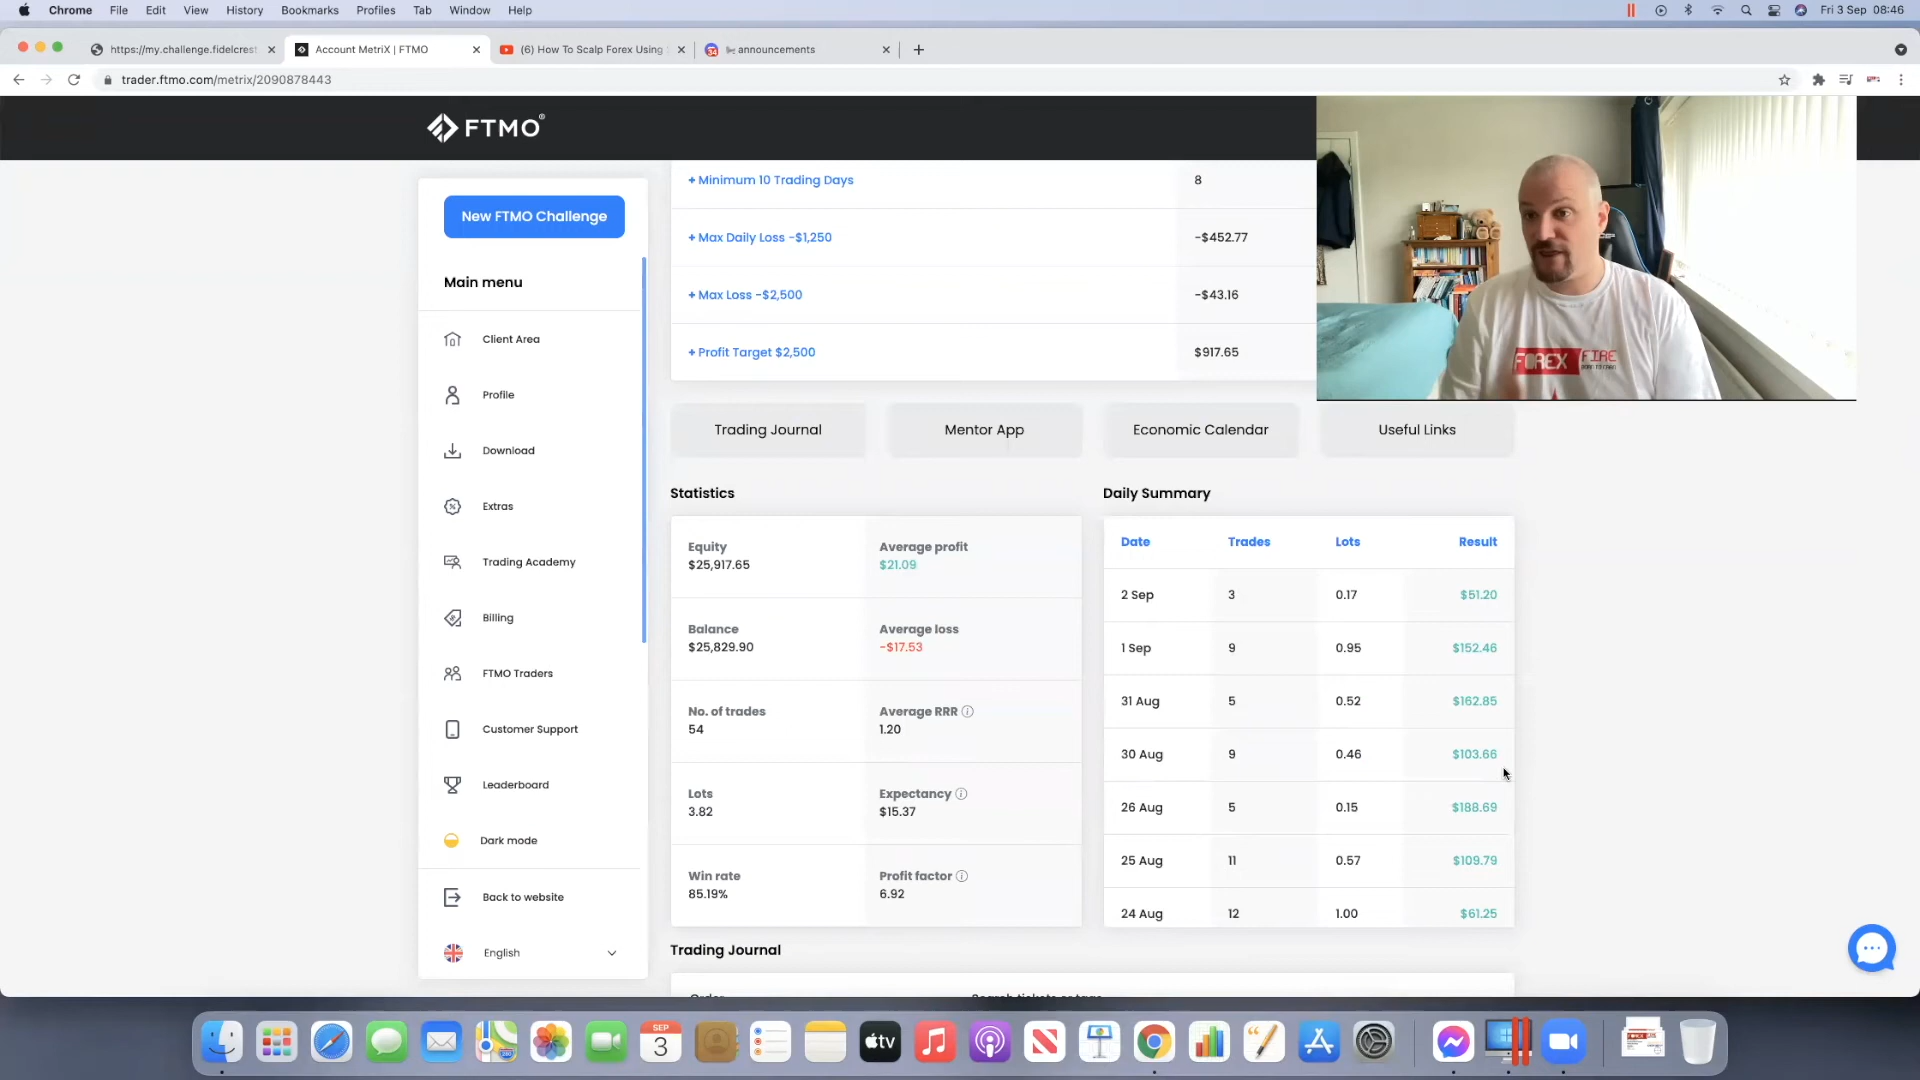 Chrome File Edit View History Bookmarks Profiles Tab Window Help Fri 3 Sep 08:46
https://my.challenge.fidelcrest Account MetriX | FTMO (6) How To Scalp Forex Using announcements
trader.ftmo.com/metrix/2090878443
FTMO
New FTMO Challenge
Main menu
Client Area
Profile
Download
Extras
Trading Academy
Billing
FTMO Traders
Customer Support
Leaderboard
Dark mode
Back to website
English
+ Minimum 10 Trading Days 8
+ Max Daily Loss -$1,250 -$452.77
+ Max Loss -$2,500 -$43.16
+ Profit Target $2,500 $917.65
FOREX FIRE
Trading Journal Mentor App Economic Calendar Useful Links
Statistics
Equity Average profit
$25,917.65 $21.09
Balance Average loss
$25,829.90 -$17.53
No. of trades Average RRR
54 1.20
Lots Expectancy
3.82 $15.37
Win rate Profit factor
85.19% 6.92
Daily Summary
Date Trades Lots Result
2 Sep 3 0.17 $51.20
1 Sep 9 0.95 $152.46
31 Aug 5 0.52 $162.85
30 Aug 9 0.46 $103.66
26 Aug 5 0.15 $188.69
25 Aug 11 0.57 $109.79
24 Aug 12 1.00 $61.25
Trading Journal
SEP
3
tv